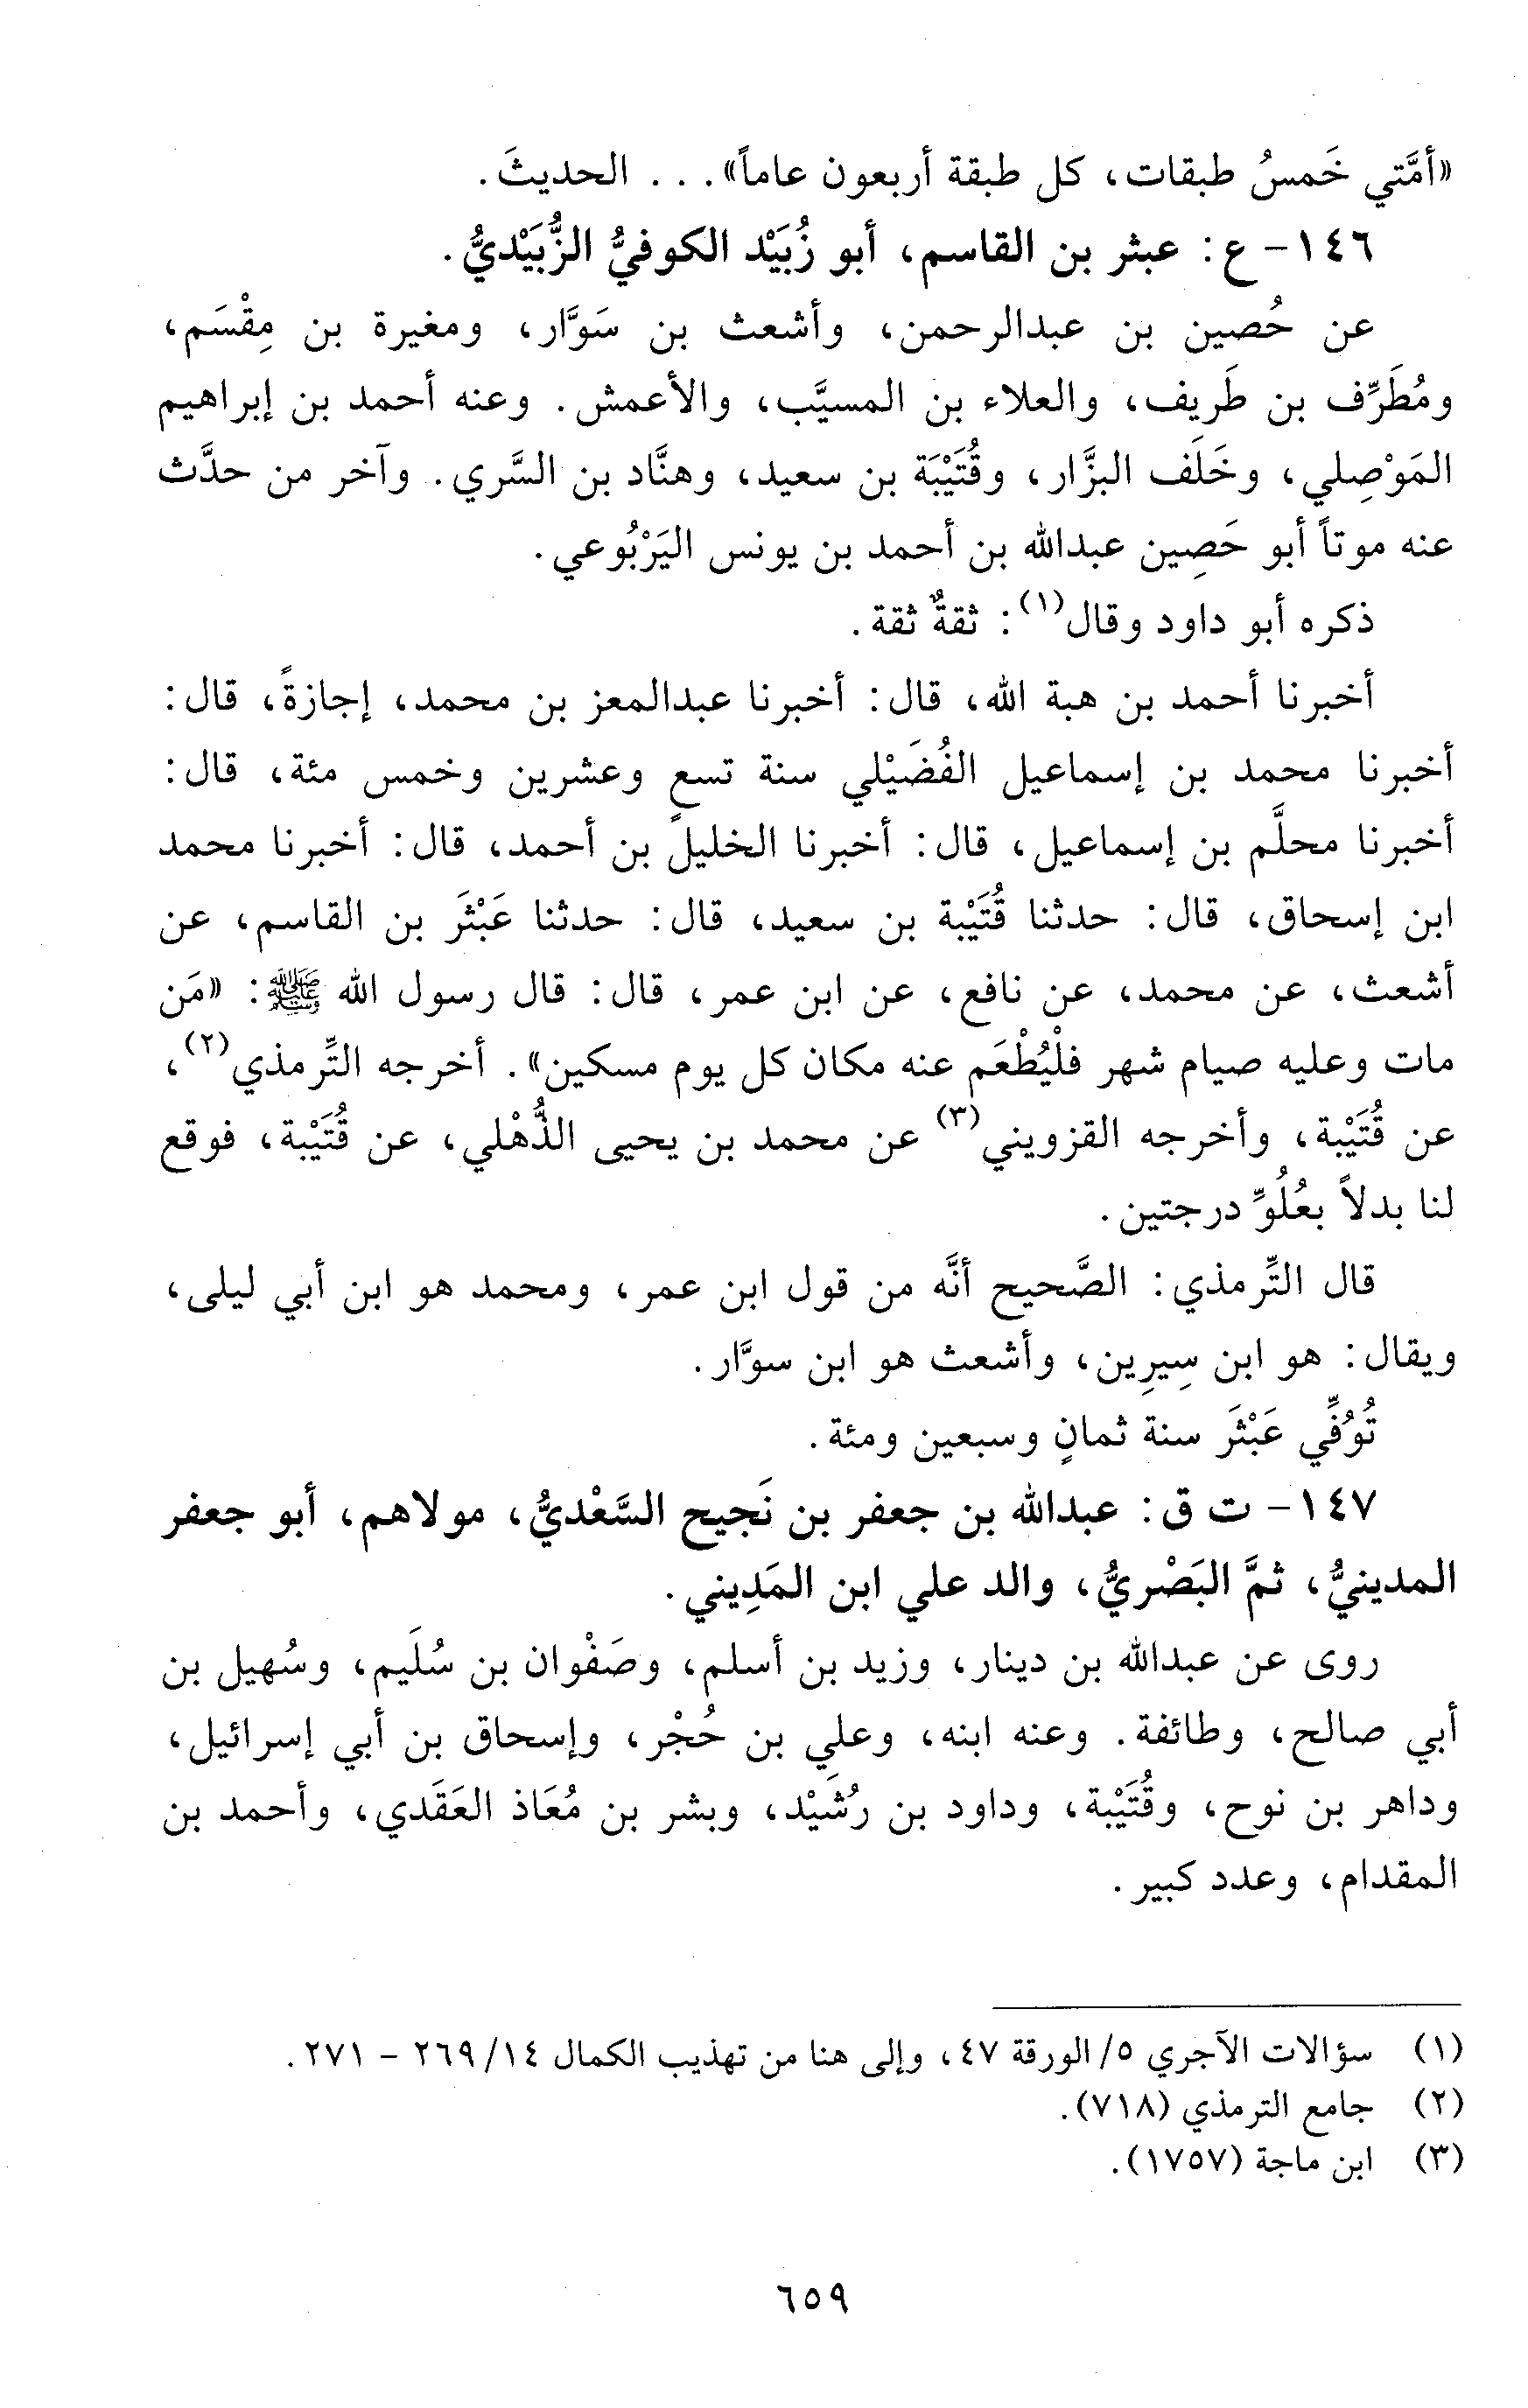 «أمَّتي خَمسُ طبقات، كل طبقة أربعون عاماً». . . الحديثَ.
١٤٦- ع: عبثر بن القاسم، أبو زُبَيْد الكوفيُّ الزُّبَيْديُّ.
عن حُصين بن عبدالرحمن، وأشعث بن سَوَّار، ومغيرة بن مِقْسَم،
ومُطَرِّف بن طَريف، والعلاء بن المسيَّب، والأعمش. وعنه أحمد بن إبراهيم
المَوْصِلي، وخَلَف البزَّار، وقُتَيْبَة بن سعيد، وهنَّاد بن السَّري. وآخر من حدَّث
عنه موتاً أبو حَصِين عبدالله بن أحمد بن يونس اليَرْبُوعي.
ذكره أبو داود وقال(١): ثقةٌ ثقة.
أخبرنا أحمد بن هبة الله، قال: أخبرنا عبدالمعز بن محمد، إجازةً، قال:
أخبرنا محمد بن إسماعيل الفُضَيْلي سنة تسعٍ وعشرين وخمس مئة، قال:
أخبرنا محلَّم بن إسماعيل، قال: أخبرنا الخليل بن أحمد، قال: أخبرنا محمد
ابن إسحاق، قال: حدثنا قُتَيْبة بن سعيد، قال: حدثنا عَبْثَر بن القاسم، عن
أشعث، عن محمد، عن نافع، عن ابن عمر، قال: قال رسول الله ﷺ: «مَن
مات وعليه صيام شهر فلْيُطْعَم عنه مكان كل يوم مسكين». أخرجه التِّرمذي(٢)،
عن قُتَيْبة، وأخرجه القزويني(٣) عن محمد بن يحيى الذُّهْلي، عن قُتَيْبة، فوقع
لنا بدلاً بعُلُوِّ درجتين.
قال التِّرمذي: الصَّحيح أنَّه من قول ابن عمر، ومحمد هو ابن أبي ليلى،
ويقال: هو ابن سِيرِين، وأشعث هو ابن سوَّار.
تُوُفِّي عَبْثَر سنة ثمانٍ وسبعين ومئة.
١٤٧- ت ق: عبدالله بن جعفر بن نَجيح السَّعْديُّ، مولاهم، أبو جعفر
المدينيُّ، ثمَّ البَصْريُّ، والد علي ابن المَدِيني.
روى عن عبدالله بن دينار، وزيد بن أسلم، وصَفْوان بن سُلَيم، وسُهيل بن
أبي صالح، وطائفة. وعنه ابنه، وعلي بن حُجْر، وإسحاق بن أبي إسرائيل،
وداهر بن نوح، وقُتَيْبة، وداود بن رُشَيْد، وبشر بن مُعَاذ العَقَدي، وأحمد بن
المقدام، وعدد كبير.
(١) سؤالات الآجري ٥/ الورقة ٤٧، وإلى هنا من تهذيب الكمال ١٤/ ٢٦٩ - ٢٧١.
(٢) جامع الترمذي (٧١٨).
(٣) ابن ماجة (١٧٥٧).
٦٥٩